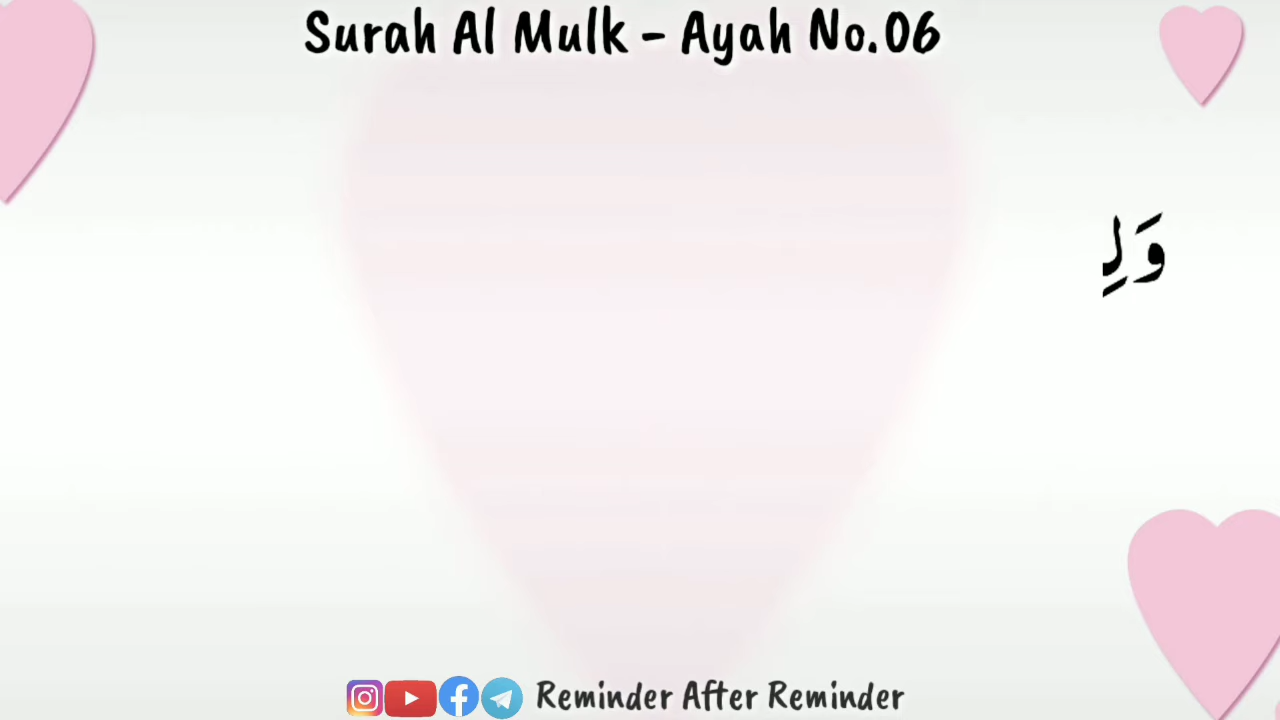 Surah Al Mulk - Ayah No.06
وَلِ
Reminder After Reminder